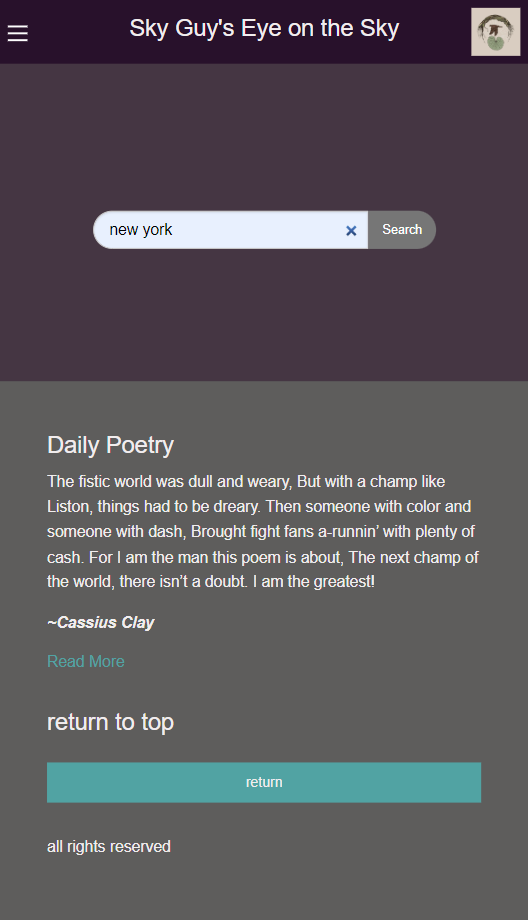 Sky Guy's Eye on the Sky
new york
Search
Daily Poetry
The fistic world was dull and weary, But with a champ like
Liston, things had to be dreary. Then someone with color and
someone with dash, Brought fight fans a-runnin’ with plenty of
cash. For I am the man this poem is about, The next champ of
the world, there isn’t a doubt. I am the greatest!
~Cassius Clay
Read More
return to top
return
all rights reserved